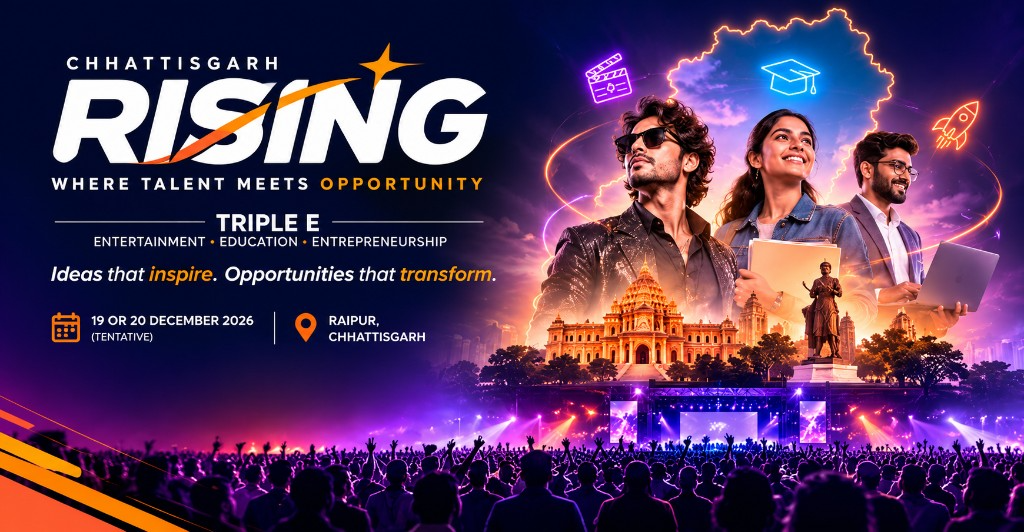 CHHATTISGARH
RISING
WHERE TALENT MEETS OPPORTUNITY
TRIPLE E
ENTERTAINMENT • EDUCATION • ENTREPRENEURSHIP
Ideas that inspire. Opportunities that transform.
19 OR 20 DECEMBER 2026
(TENTATIVE)
RAIPUR,
CHHATTISGARH